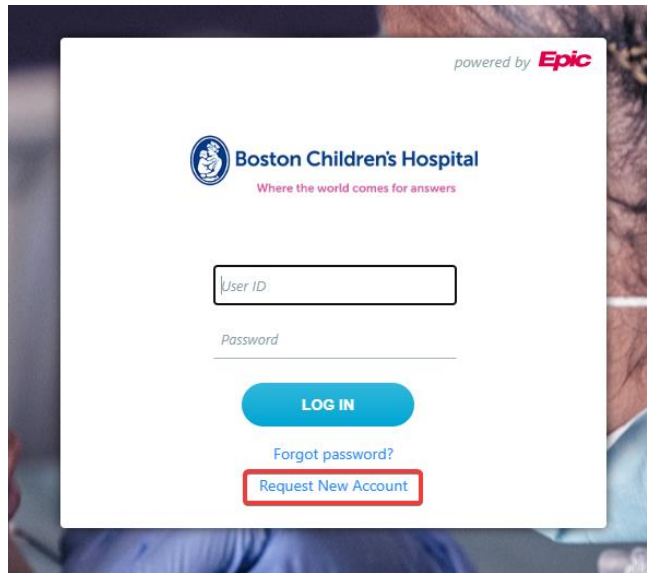 powered by Epic
Boston Children's Hospital
Where the world comes for answers
User ID
Password
LOG IN
Forgot password?
Request New Account